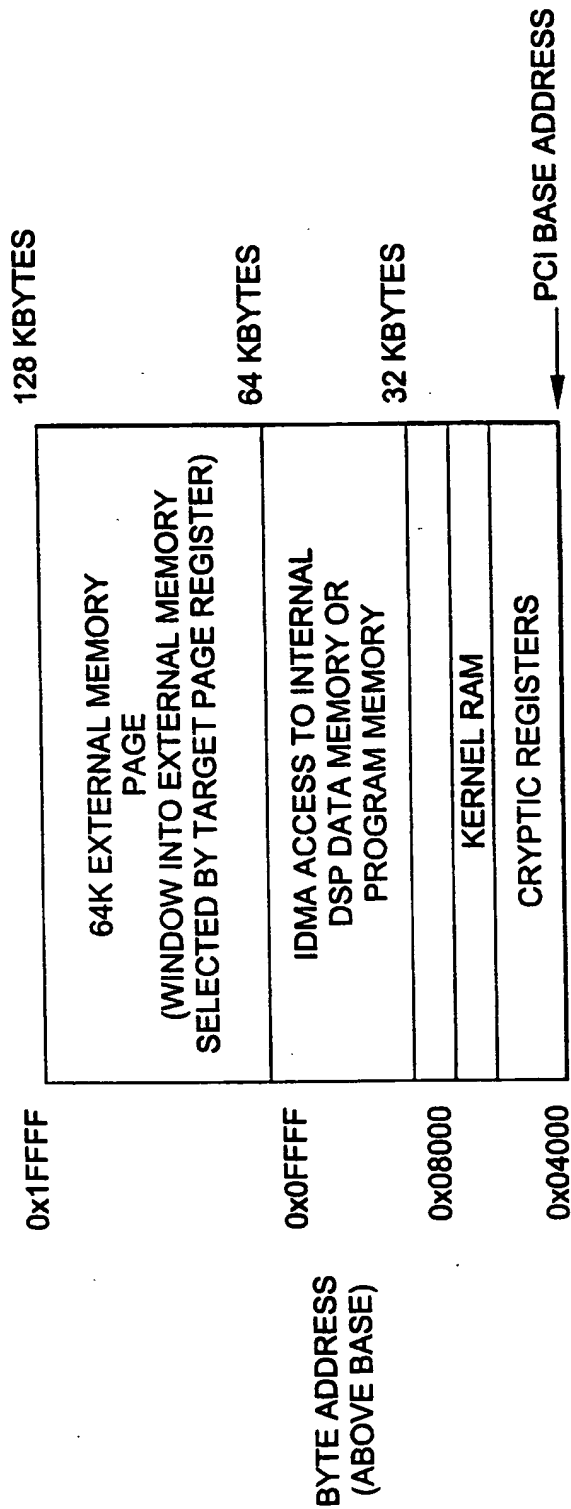 128 KBYTES
64 KBYTES
32 KBYTES
PCI BASE ADDRESS
64K EXTERNAL MEMORY
PAGE
(WINDOW INTO EXTERNAL MEMORY
SELECTED BY TARGET PAGE REGISTER)
IDMA ACCESS TO INTERNAL
DSP DATA MEMORY OR
PROGRAM MEMORY
KERNEL RAM
CRYPTIC REGISTERS
0x1FFFF
0x0FFFF
0x08000
0x04000
BYTE ADDRESS
(ABOVE BASE)